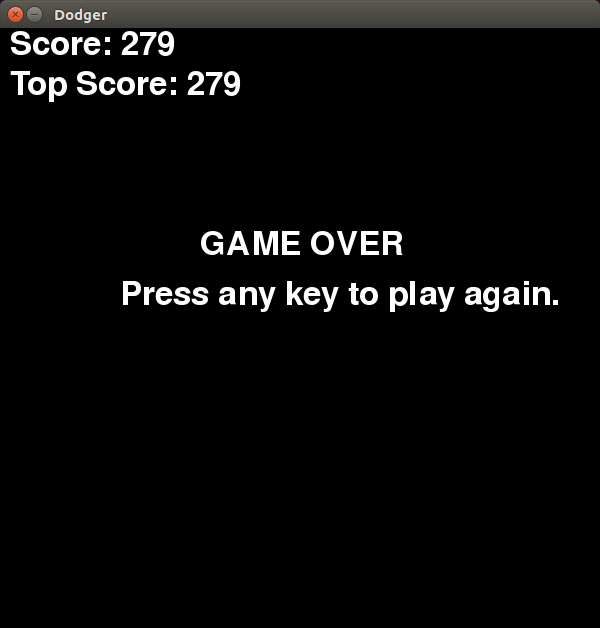 Dodger
Score: 279
Top Score: 279
GAME OVER
Press any key to play again.